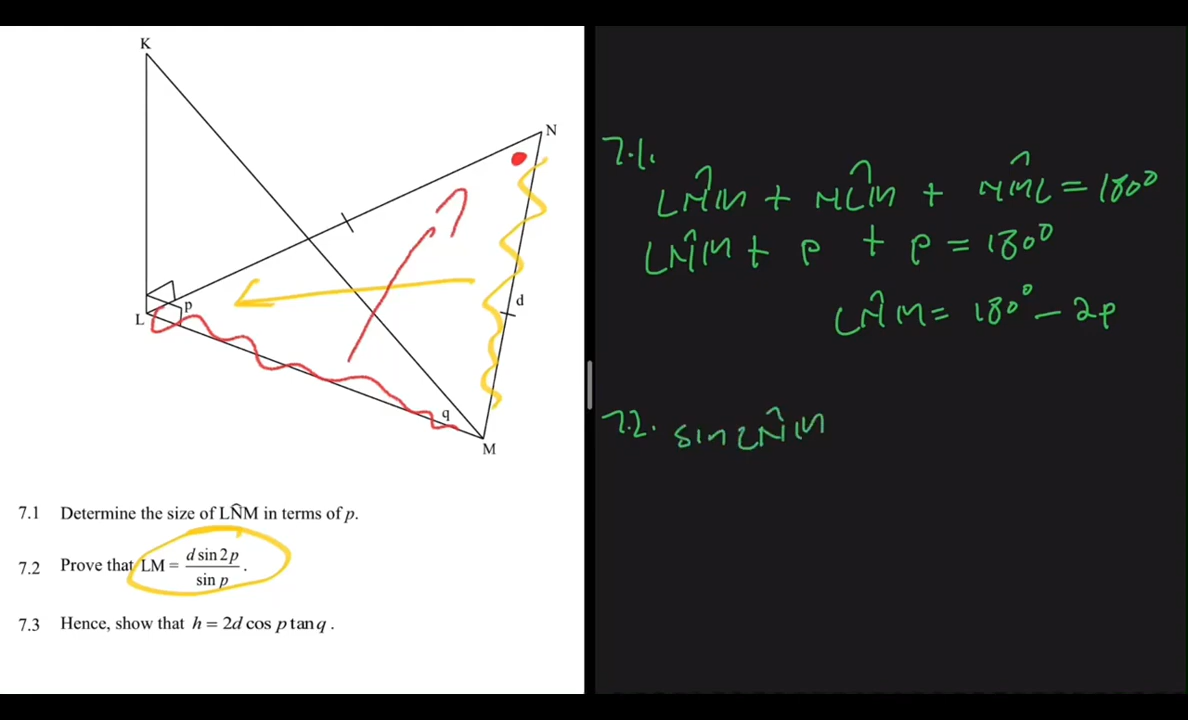 K
N
d
L
p
q
M
7.1 Determine the size of LN̂M in terms of p.
7.2 Prove that LM = d sin 2p / sin p .
7.3 Hence, show that h = 2d cos p tan q .
7.1.
LN̂M + NL̂M + NM̂L = 180°
LN̂M + p + p = 180°
LN̂M = 180° – 2p
7.2. sin LN̂M